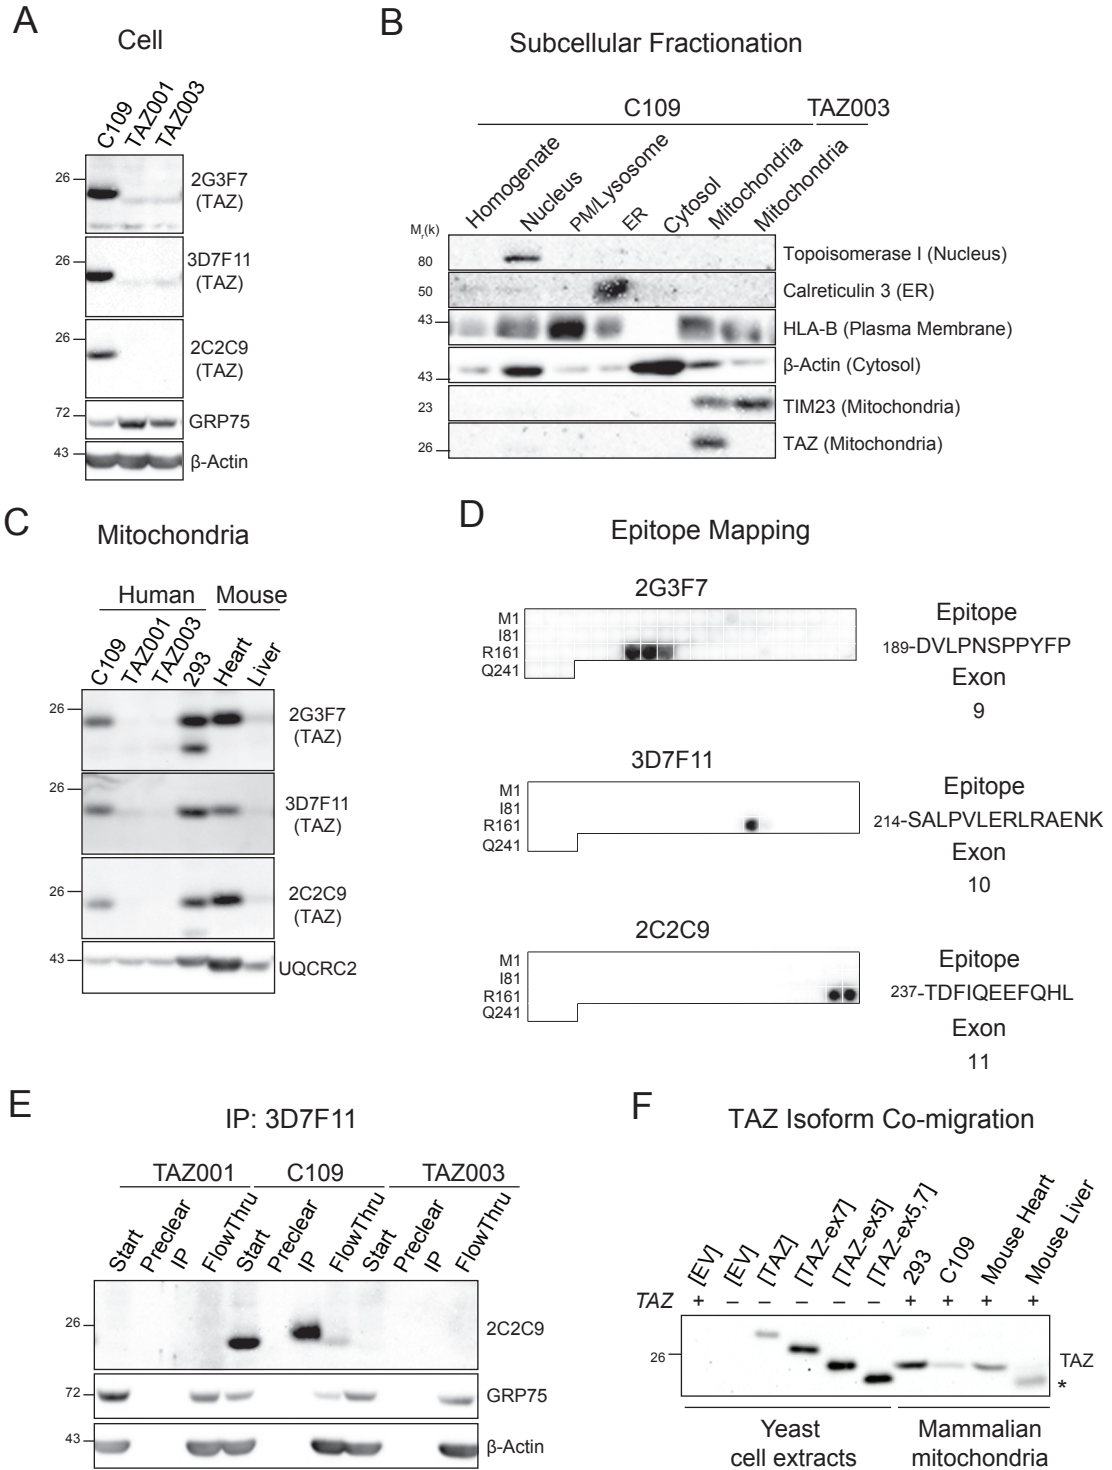 A
Cell
C109
TAZ001
TAZ003
26
2G3F7
(TAZ)
26
3D7F11
(TAZ)
26
2C2C9
(TAZ)
72
GRP75
43
β-Actin
B
Subcellular Fractionation
C109
TAZ003
Homogenate
Nucleus
PM/Lysosome
ER
Cytosol
Mitochondria
Mitochondria
Mr(k)
80
Topoisomerase I (Nucleus)
50
Calreticulin 3 (ER)
43
HLA-B (Plasma Membrane)
43
β-Actin (Cytosol)
23
TIM23 (Mitochondria)
26
TAZ (Mitochondria)
C
Mitochondria
Human
Mouse
C109
TAZ001
TAZ003
293
Heart
Liver
26
2G3F7
(TAZ)
26
3D7F11
(TAZ)
26
2C2C9
(TAZ)
43
UQCRC2
D
Epitope Mapping
2G3F7
M1
I81
R161
Q241
Epitope
189-DVLPNSPPYFP
Exon
9
3D7F11
M1
I81
R161
Q241
Epitope
214-SALPVLERLRAENK
Exon
10
2C2C9
M1
I81
R161
Q241
Epitope
237-TDFIQEEFQHL
Exon
11
E
IP: 3D7F11
TAZ001
C109
TAZ003
Start
Preclear
IP
FlowThru
Start
Preclear
IP
FlowThru
Start
Preclear
IP
FlowThru
26
2C2C9
72
GRP75
43
β-Actin
F
TAZ Isoform Co-migration
[EV]
[EV]
[TAZ]
[TAZ-ex7]
[TAZ-ex5]
[TAZ-ex5,7]
293
C109
Mouse Heart
Mouse Liver
TAZ + – – – – – + + + +
26
TAZ
*
Yeast
cell extracts
Mammalian
mitochondria